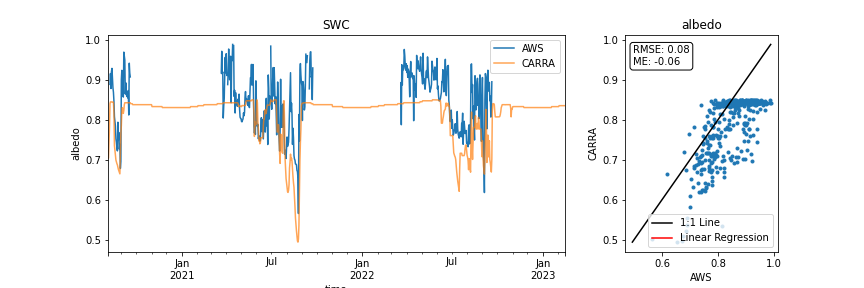 SWC
albedo
1.0
0.9
0.8
0.7
0.6
0.5
albedo
AWS
CARRA
Jan
2021
Jul
Jan
2022
Jul
Jan
2023
time
albedo
1.0
0.9
0.8
0.7
0.6
0.5
CARRA
RMSE: 0.08
ME: -0.06
1:1 Line
Linear Regression
0.6
0.8
1.0
AWS